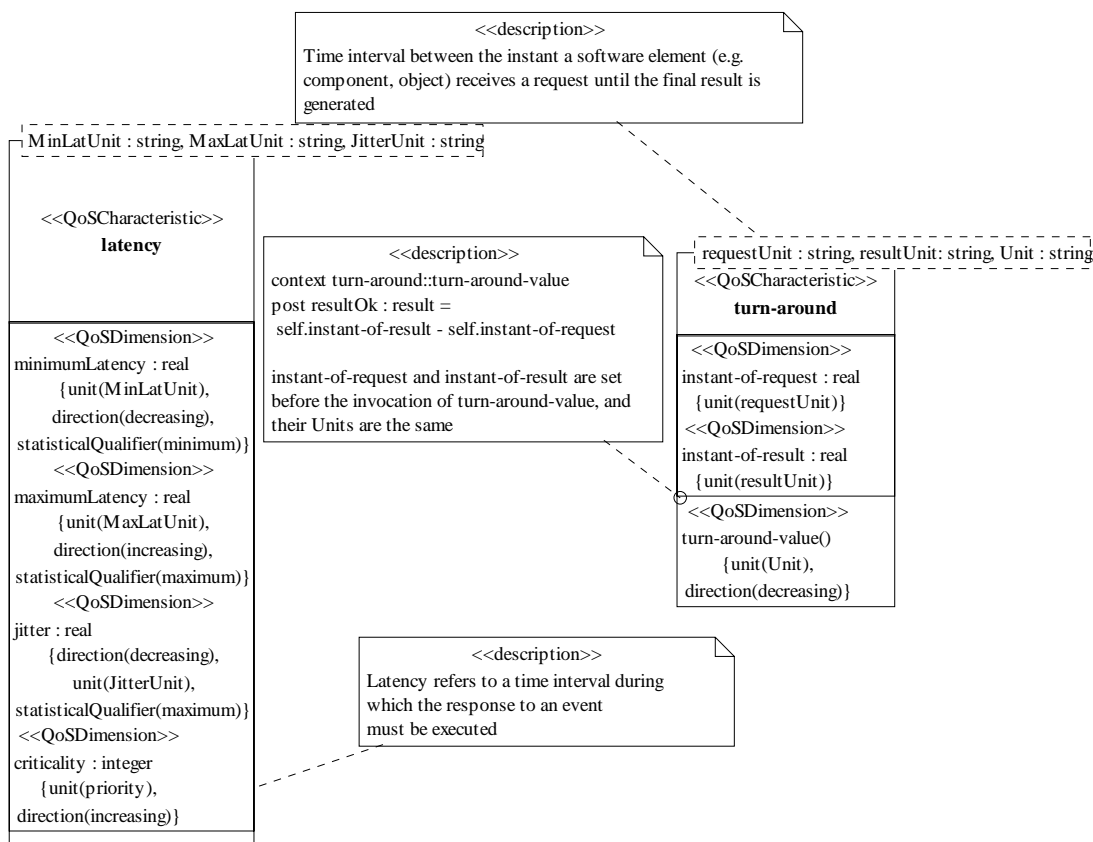 <<description>>
Time interval between the instant a software element (e.g.
component, object) receives a request until the final result is
generated
MinLatUnit : string, MaxLatUnit : string, JitterUnit : string
<<QoSCharacteristic>>
latency
<<QoSDimension>>
minimumLatency : real
{unit(MinLatUnit),
direction(decreasing),
statisticalQualifier(minimum)}
<<QoSDimension>>
maximumLatency : real
{unit(MaxLatUnit),
direction(increasing),
statisticalQualifier(maximum)}
<<QoSDimension>>
jitter : real
{direction(decreasing),
unit(JitterUnit),
statisticalQualifier(maximum)}
<<QoSDimension>>
criticality : integer
{unit(priority),
direction(increasing)}
<<description>>
context turn-around::turn-around-value
post resultOk : result =
self.instant-of-result - self.instant-of-request
instant-of-request and instant-of-result are set
before the invocation of turn-around-value, and
their Units are the same
requestUnit : string, resultUnit: string, Unit : string
<<QoSCharacteristic>>
turn-around
<<QoSDimension>>
instant-of-request : real
{unit(requestUnit)}
<<QoSDimension>>
instant-of-result : real
{unit(resultUnit)}
<<QoSDimension>>
turn-around-value()
{unit(Unit),
direction(decreasing)}
<<description>>
Latency refers to a time interval during
which the response to an event
must be executed